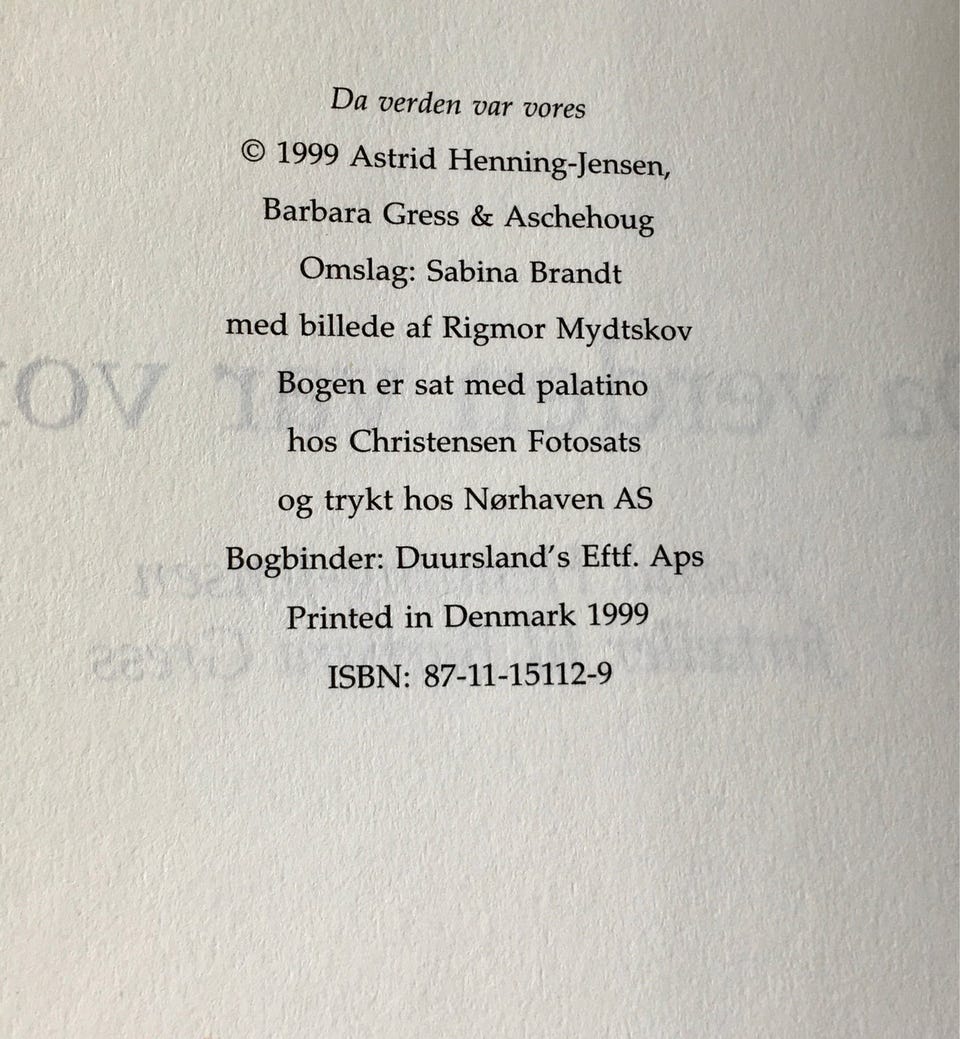 Da verden var vores
© 1999 Astrid Henning-Jensen,
Barbara Gress & Aschehoug
Omslag: Sabina Brandt
med billede af Rigmor Mydtskov
Bogen er sat med palatino
hos Christensen Fotosats
og trykt hos Nørhaven AS
Bogbinder: Duursland's Eftf. Aps
Printed in Denmark 1999
ISBN: 87-11-15112-9